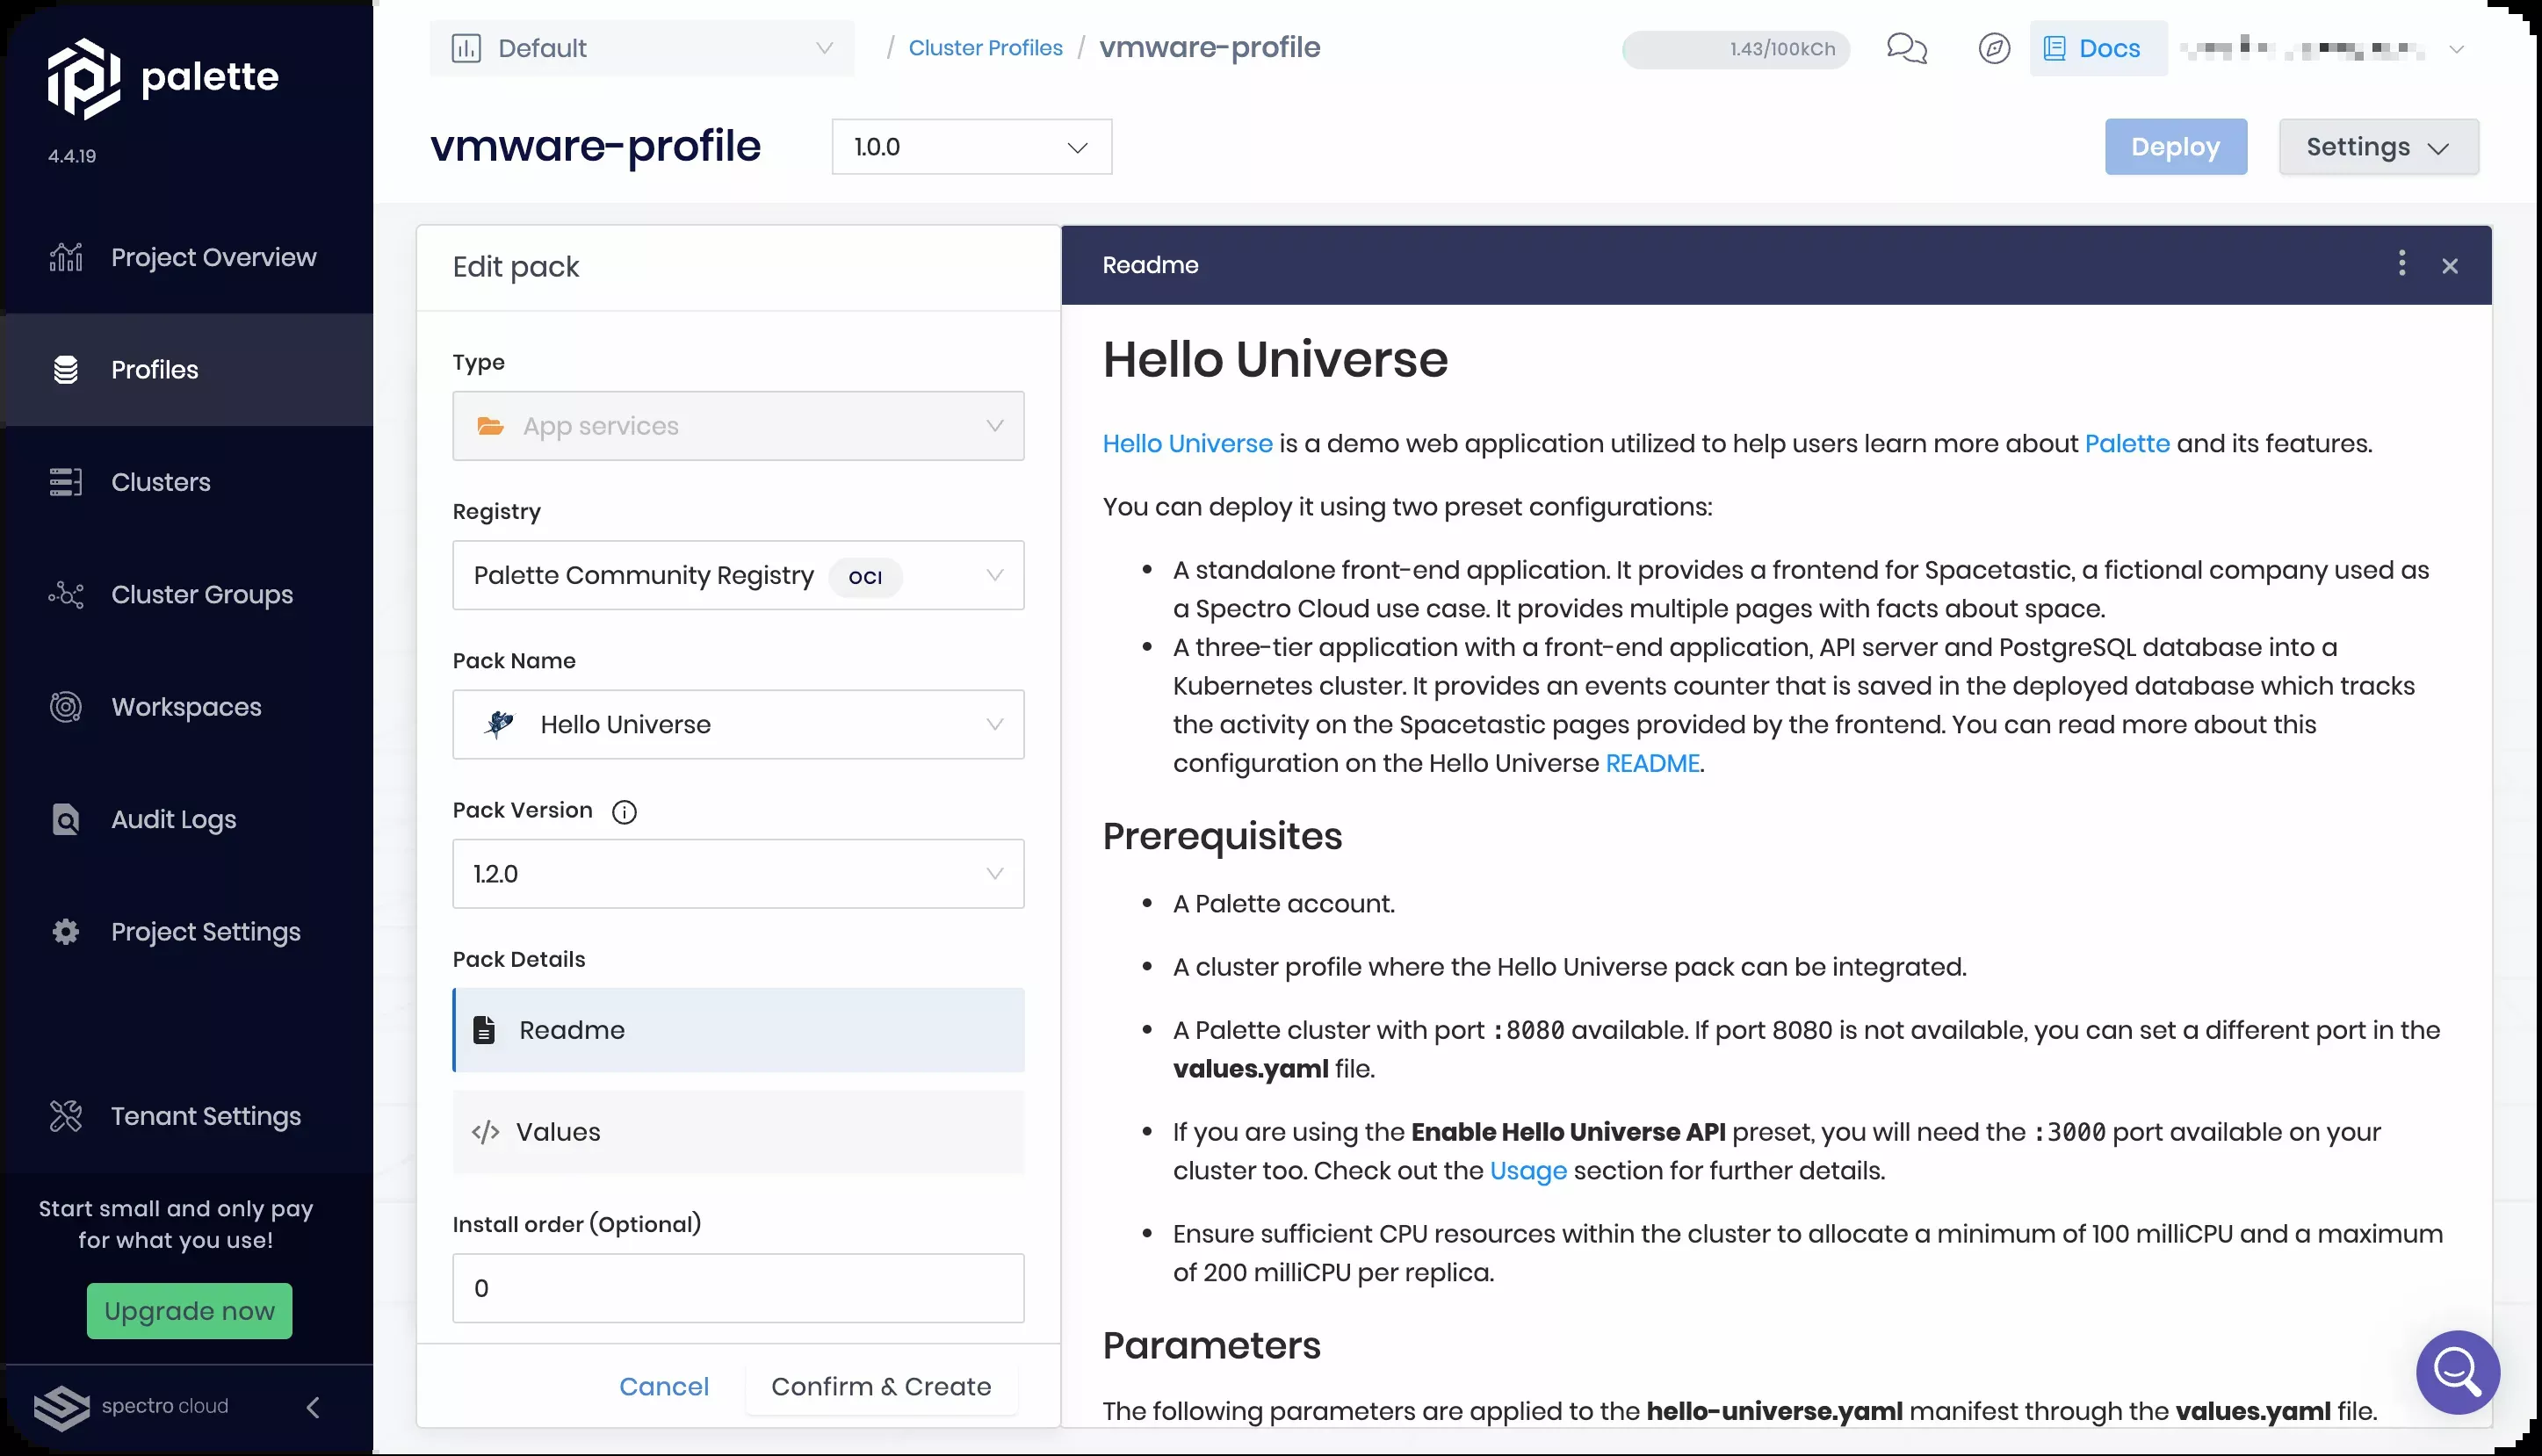 palette
4.4.19
Project Overview
Profiles
Clusters
Cluster Groups
Workspaces
Audit Logs
Project Settings
Tenant Settings
Start small and only pay
for what you use!
Upgrade now
spectro cloud
Default
/ Cluster Profiles / vmware-profile
1.43/100kCh
Docs
vmware-profile
1.0.0
Deploy
Settings
Edit pack
Type
App services
Registry
Palette Community Registry OCI
Pack Name
Hello Universe
Pack Version
1.2.0
Pack Details
Readme
</> Values
Install order (Optional)
0
Cancel
Confirm & Create
Readme
Hello Universe
Hello Universe is a demo web application utilized to help users learn more about Palette and its features.
You can deploy it using two preset configurations:
• A standalone front-end application. It provides a frontend for Spacetastic, a fictional company used as
a Spectro Cloud use case. It provides multiple pages with facts about space.
• A three-tier application with a front-end application, API server and PostgreSQL database into a
Kubernetes cluster. It provides an events counter that is saved in the deployed database which tracks
the activity on the Spacetastic pages provided by the frontend. You can read more about this
configuration on the Hello Universe README.
Prerequisites
• A Palette account.
• A cluster profile where the Hello Universe pack can be integrated.
• A Palette cluster with port :8080 available. If port 8080 is not available, you can set a different port in the
values.yaml file.
• If you are using the Enable Hello Universe API preset, you will need the :3000 port available on your
cluster too. Check out the Usage section for further details.
• Ensure sufficient CPU resources within the cluster to allocate a minimum of 100 milliCPU and a maximum
of 200 milliCPU per replica.
Parameters
The following parameters are applied to the hello-universe.yaml manifest through the values.yaml file.